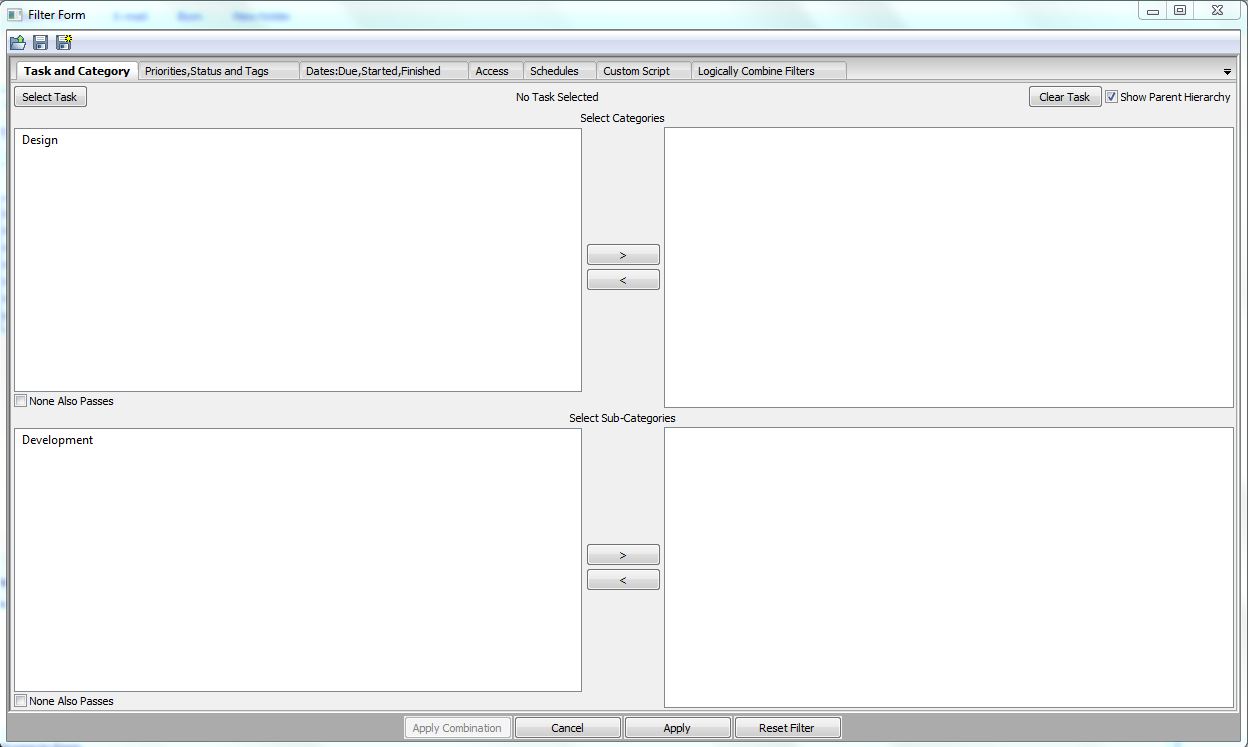 Filter Form
Task and Category Priorities,Status and Tags Dates:Due,Started,Finished Access Schedules Custom Script Logically Combine Filters
Select Task No Task Selected Clear Task Show Parent Hierarchy
Select Categories
Design
>
<
None Also Passes
Select Sub-Categories
Development
>
<
None Also Passes
Apply Combination Cancel Apply Reset Filter